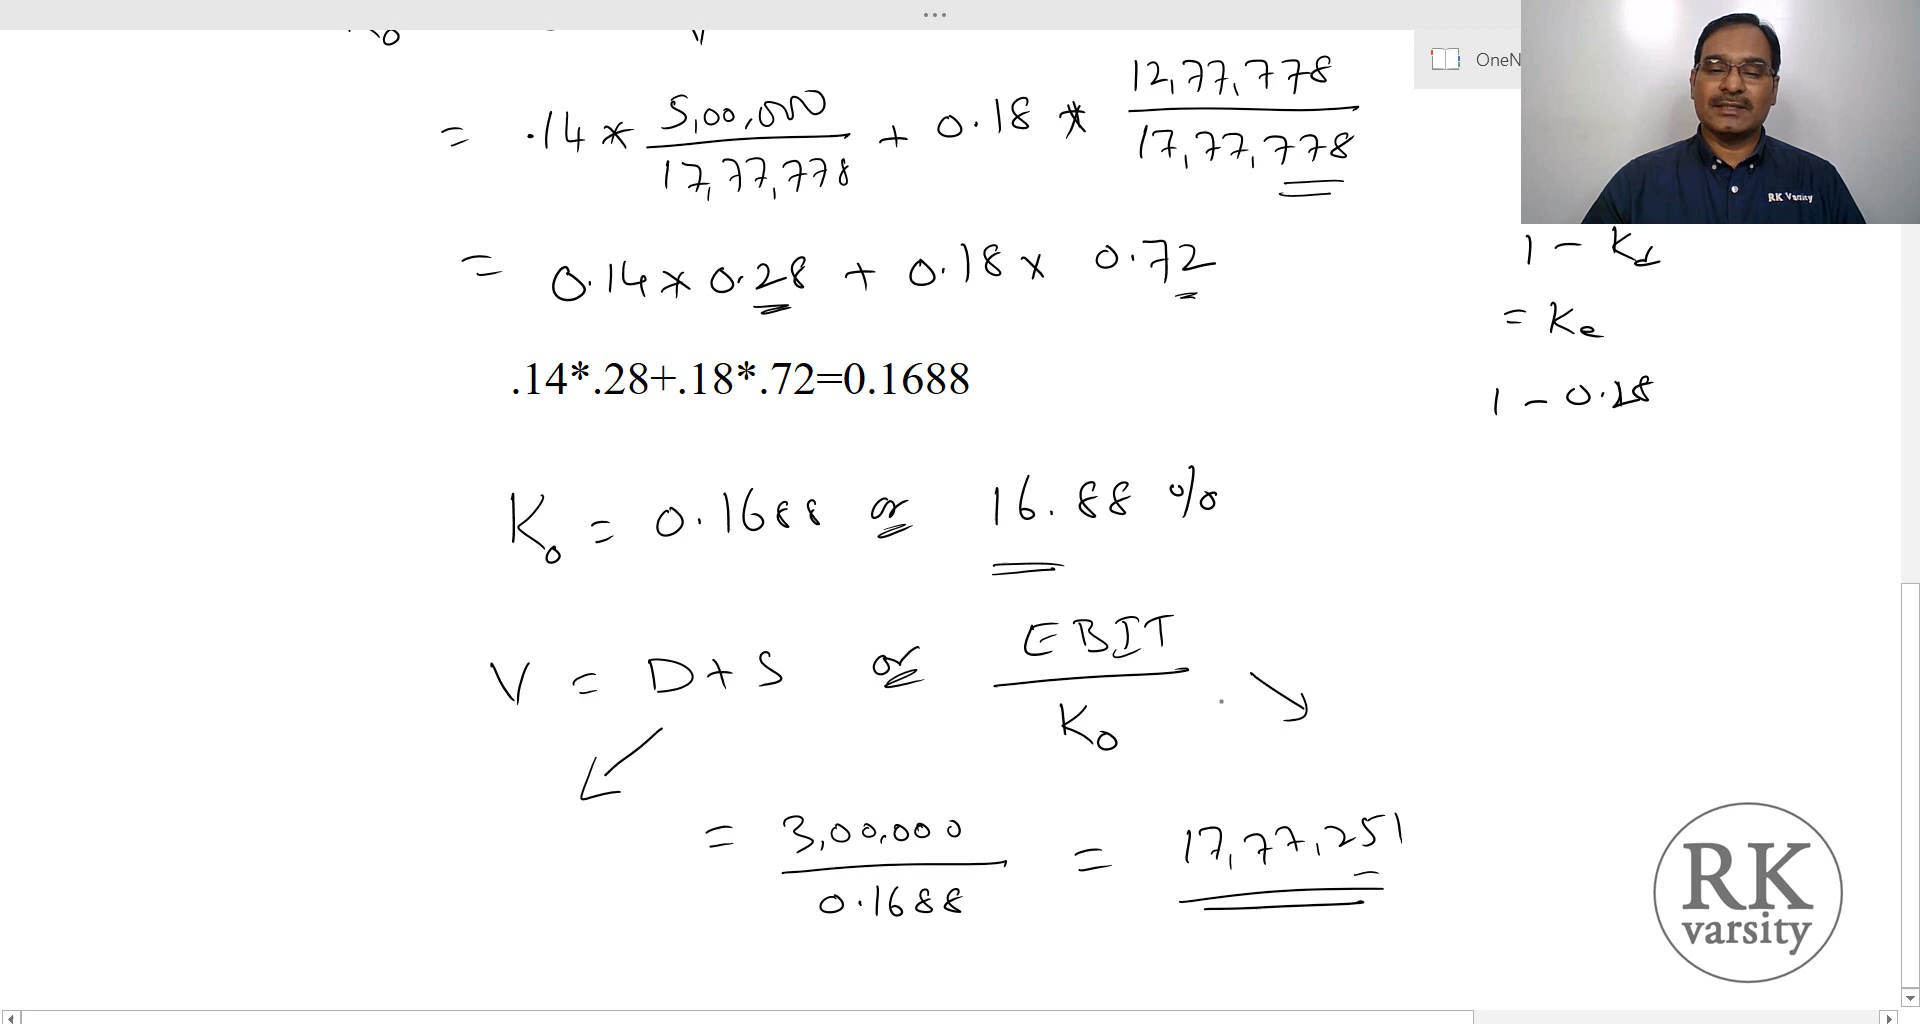 ...
K₀ V
OneN
= .14 * 5,00,000 / 17,77,778 + 0.18 * 12,77,778 / 17,77,778
RK Varsity
1 - Kd
= 0.14 * 0.28 + 0.18 x 0.72
= Ke
.14*.28+.18*.72=0.1688
1 - 0.28
K₀ = 0.1688 or 16.88 %
V = D + S or EBIT / K₀
= 3,00,000 / 0.1688 = 17,77,251
RK
varsity